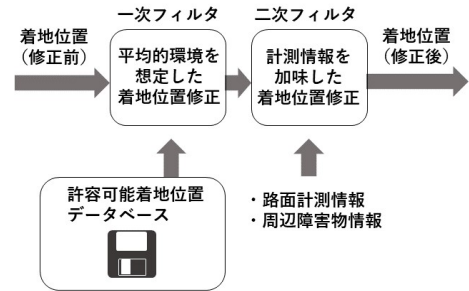 一次フィルタ
二次フィルタ
着地位置
（修正前）
平均的環境を
想定した
着地位置修正
計測情報を
加味した
着地位置修正
着地位置
（修正後）
許容可能着地位置
データベース
・路面計測情報
・周辺障害物情報